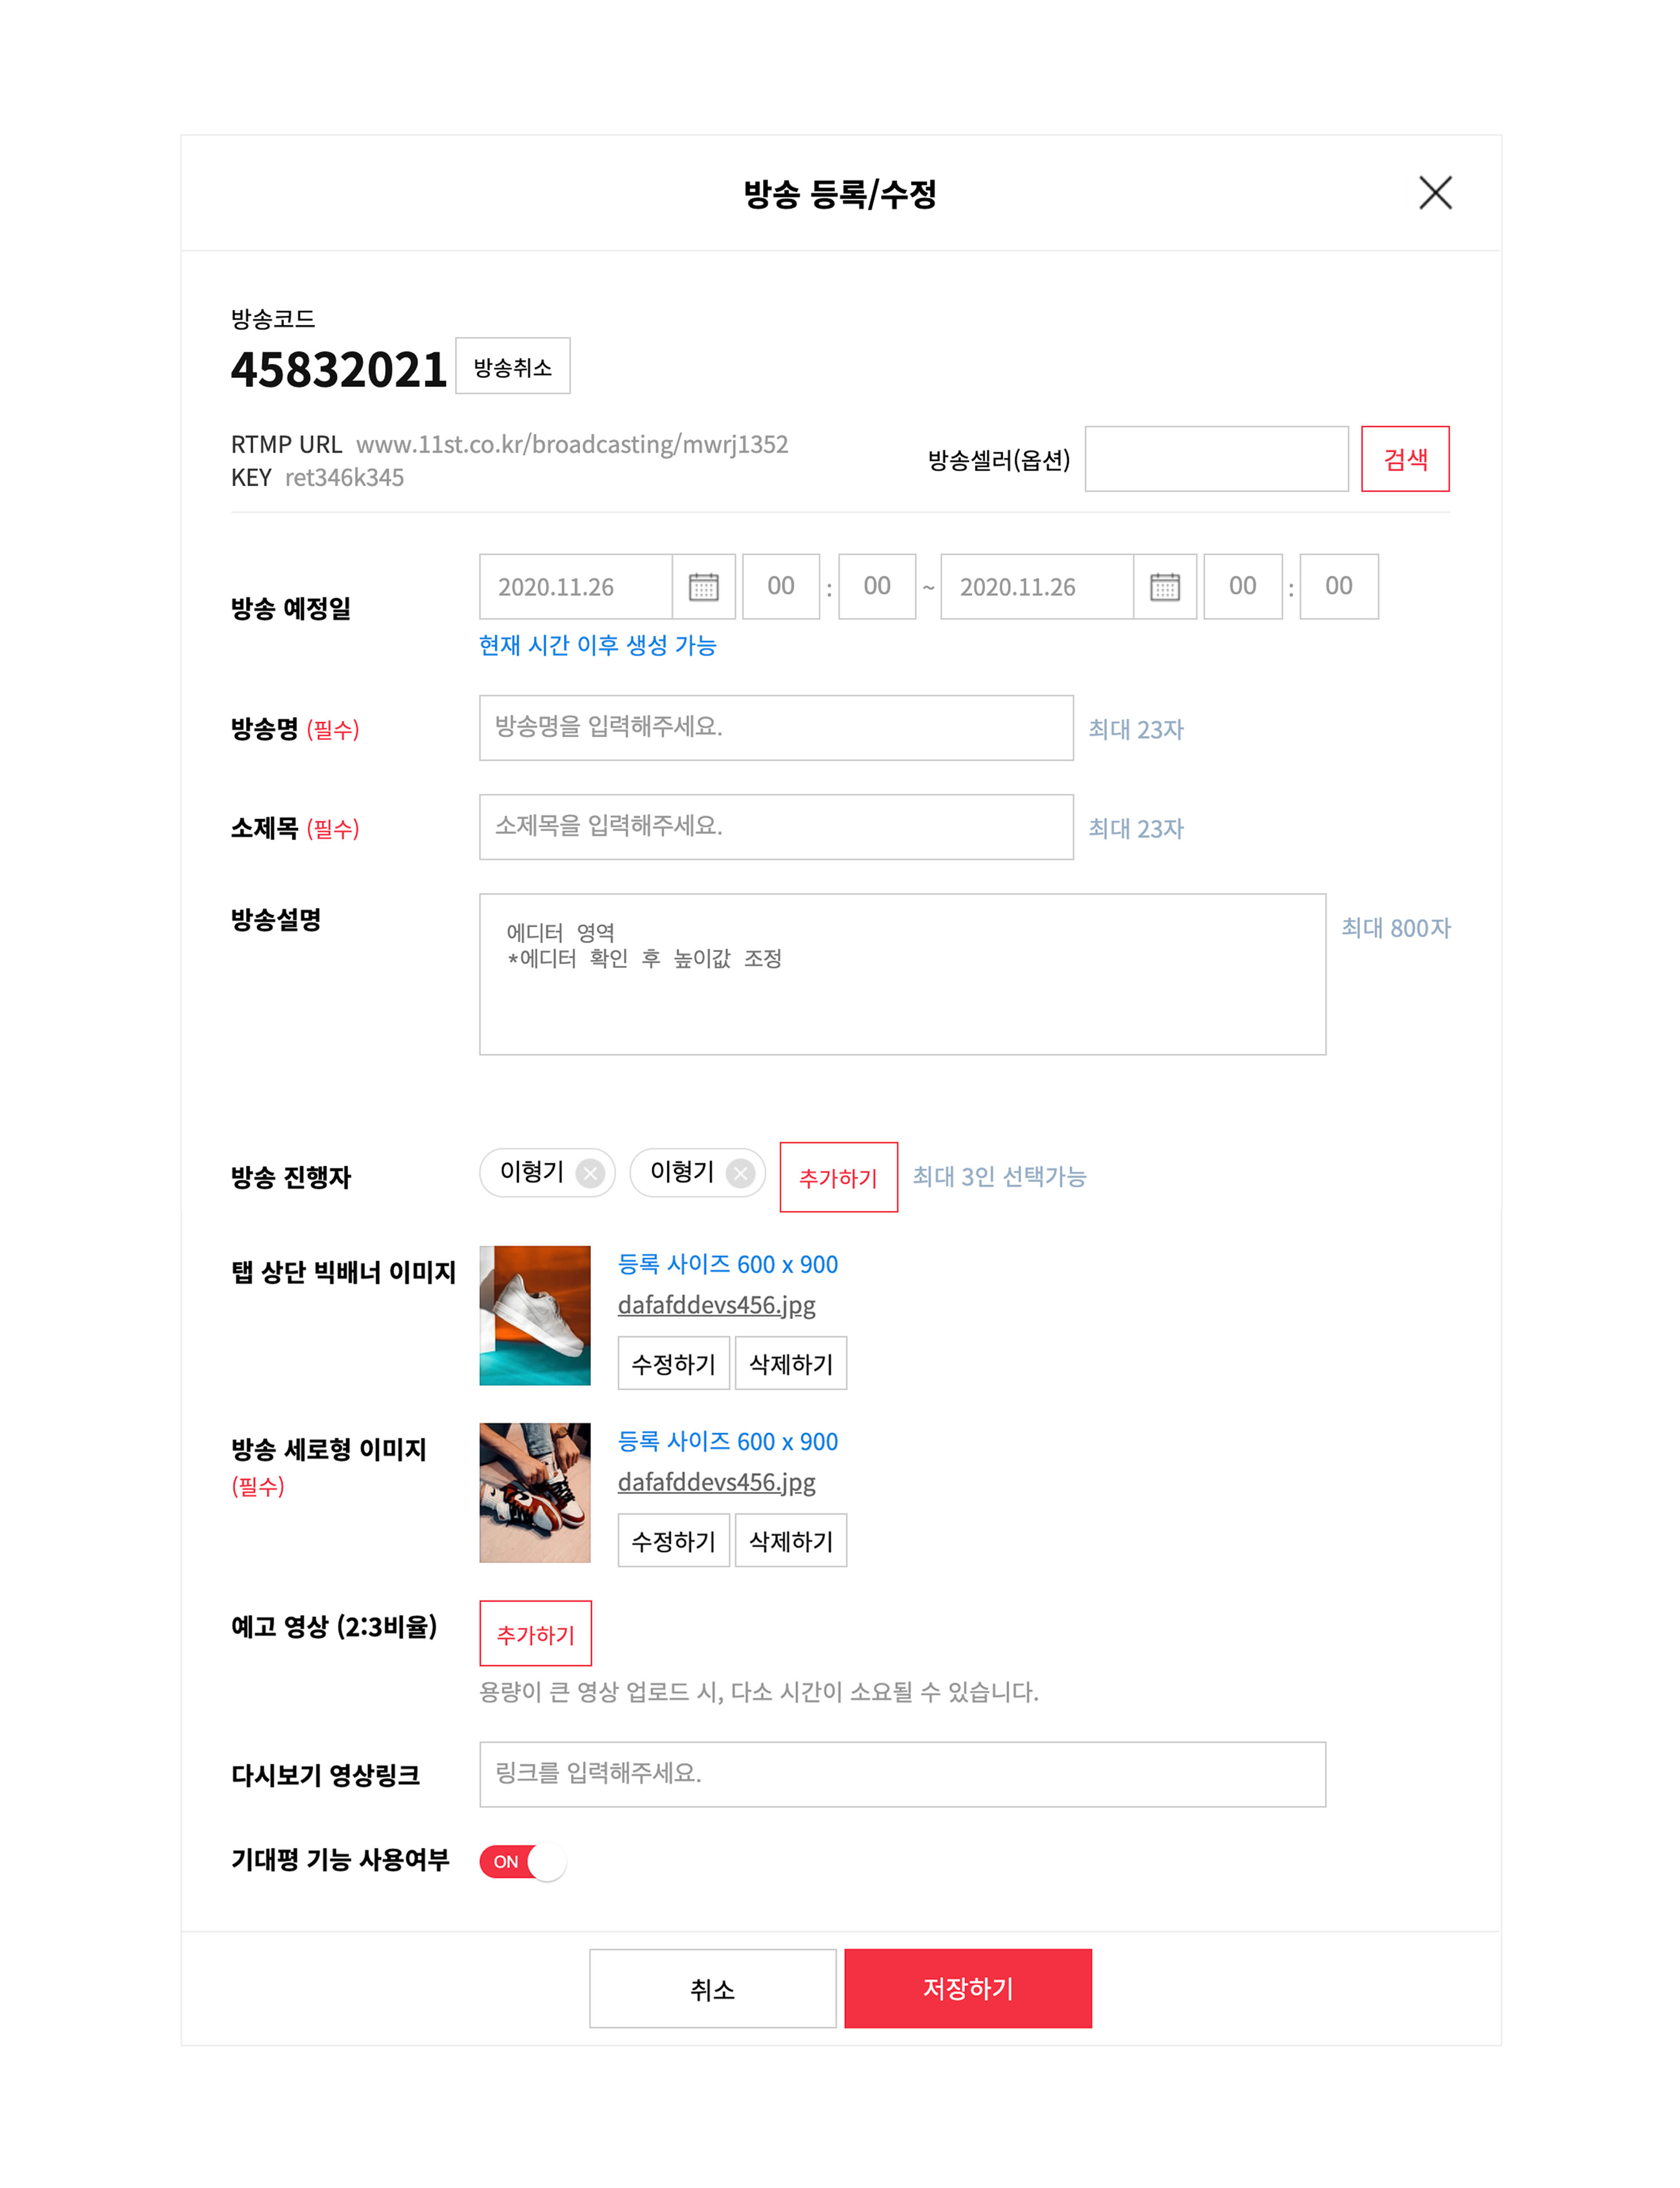 방송 등록/수정
방송코드
45832021 방송취소
RTMP URL www.11st.co.kr/broadcasting/mwrj1352
KEY ret346k345
방송셀러(옵션) 검색
방송 예정일 2020.11.26 00 : 00 ~ 2020.11.26 00 : 00
현재 시간 이후 생성 가능
방송명 (필수) 방송명을 입력해주세요. 최대 23자
소제목 (필수) 소제목을 입력해주세요. 최대 23자
방송설명 에디터 영역 최대 800자
*에디터 확인 후 높이값 조정
방송 진행자 이형기 이형기 추가하기 최대 3인 선택가능
탭 상단 빅배너 이미지 등록 사이즈 600 x 900
dafafddevs456.jpg
수정하기 삭제하기
방송 세로형 이미지 등록 사이즈 600 x 900
(필수) dafafddevs456.jpg
수정하기 삭제하기
예고 영상 (2:3비율) 추가하기
용량이 큰 영상 업로드 시, 다소 시간이 소요될 수 있습니다.
다시보기 영상링크 링크를 입력해주세요.
기대평 기능 사용여부 ON
취소 저장하기